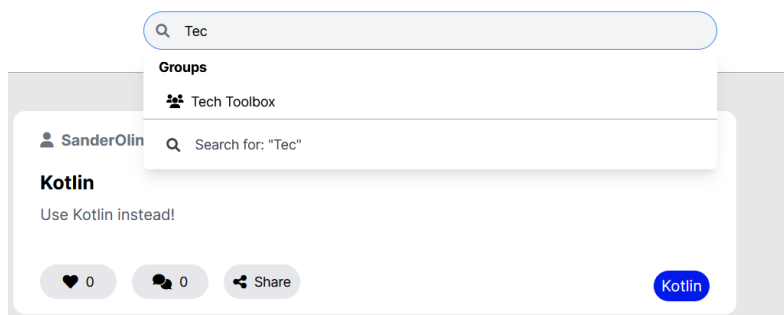 Tec
Groups
Tech Toolbox
Search for: "Tec"
SanderOlin
Kotlin
Use Kotlin instead!
0 0 Share Kotlin